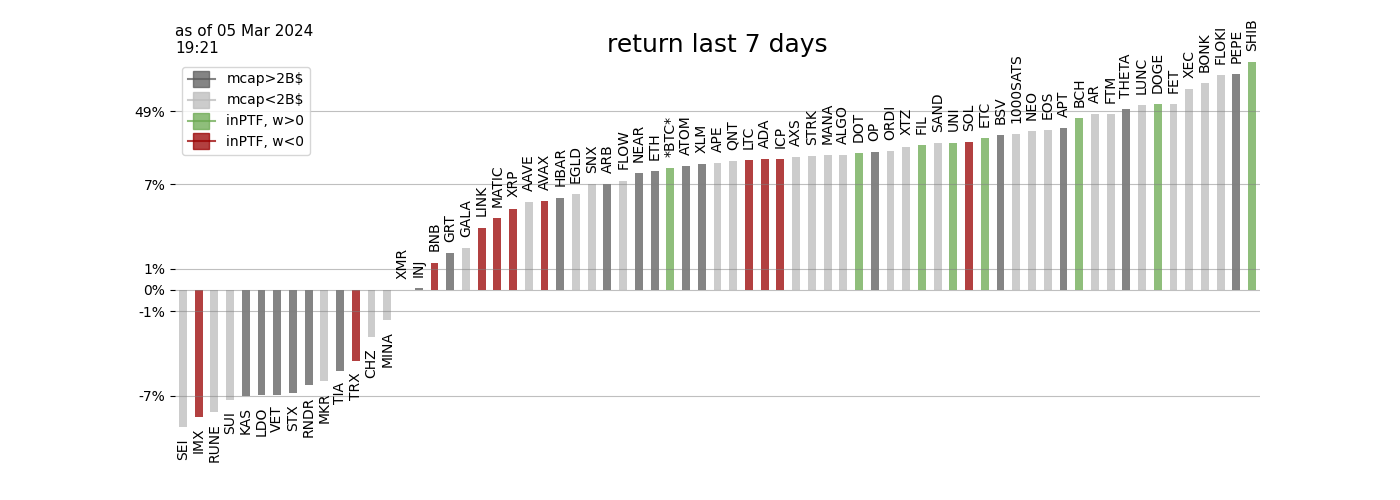 as of 05 Mar 2024
19:21
return last 7 days
mcap>2B$
mcap<2B$
inPTF, w>0
inPTF, w<0
49%
7%
1%
0%
-1%
-7%
SEI
IMX
RUNE
SUI
KAS
LDO
VET
STX
RNDR
MKR
TIA
TRX
CHZ
MINA
XMR
INJ
BNB
GRT
GALA
LINK
MATIC
XRP
AAVE
AVAX
HBAR
EGLD
SNX
ARB
FLOW
NEAR
ETH
*BTC*
ATOM
XLM
APE
QNT
LTC
ADA
ICP
AXS
STRK
MANA
ALGO
DOT
OP
ORDI
XTZ
FIL
SAND
UNI
SOL
ETC
BSV
1000SATS
NEO
EOS
APT
BCH
AR
FTM
THETA
LUNC
DOGE
FET
XEC
BONK
FLOKI
PEPE
SHIB